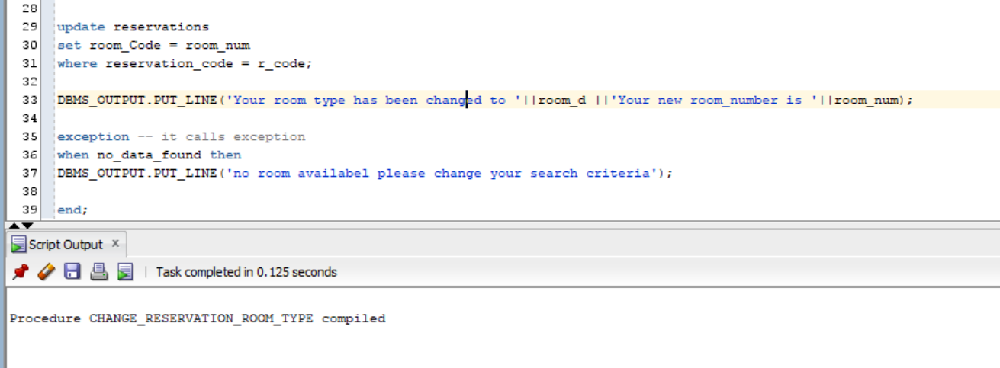 28
29 update reservations
30 set room_Code = room_num
31 where reservation_code = r_code;
32
33 DBMS_OUTPUT.PUT_LINE('Your room type has been changed to '||room_d ||'Your new room_number is '||room_num);
34
35 exception -- it calls exception
36 when no_data_found then
37 DBMS_OUTPUT.PUT_LINE('no room availabel please change your search criteria');
38
39 end;
Script Output x
Task completed in 0.125 seconds
Procedure CHANGE_RESERVATION_ROOM_TYPE compiled